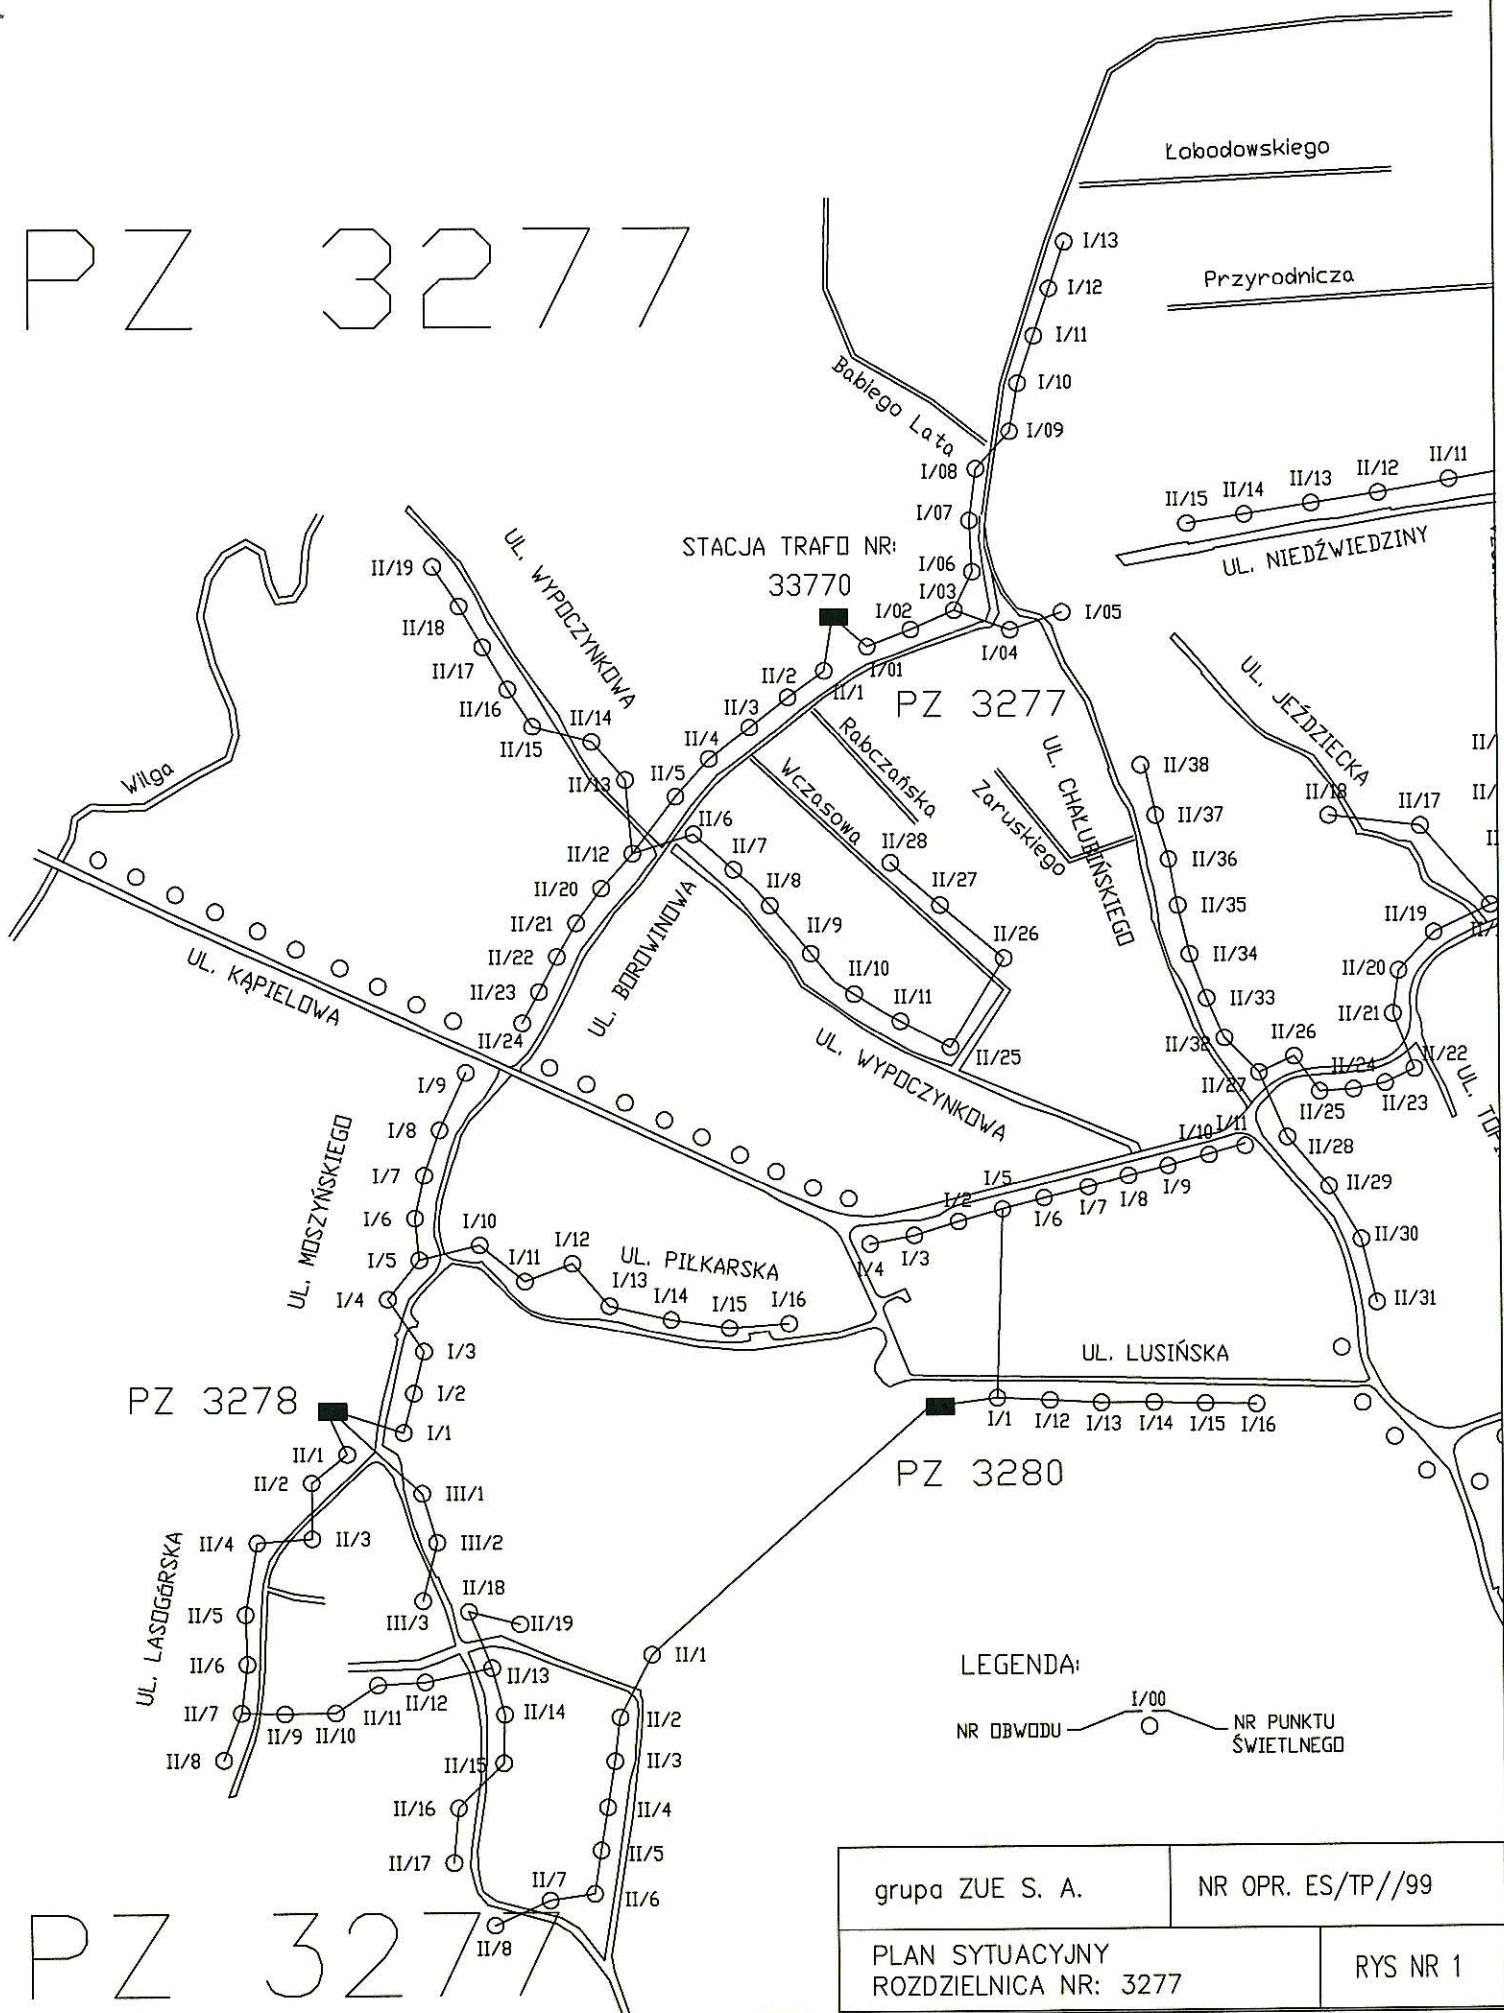 Łobodowskiego
I/13
PZ 3277
Przyrodnicza
I/12
I/11
Babiego Lata
I/10
I/09
I/08
II/11
II/12
II/13
II/14
II/15
I/07
UL. NIEDŹWIEDZINY
UL. WYPOCZYNKOWA
STACJA TRAFO NR:
33770
I/06
II/19
I/03
I/02
I/05
I/04
I/01
II/18
II/17
II/16
II/15
II/14
II/13
II/2
II/1
II/3
II/4
II/5
PZ 3277
UL. JEŹDZIECKA
Rabczańska
Wczasowa
Zaruskiego
UL. CHAŁUBIŃSKIEGO
II/38
II/18
II/17
II/
II/
Wilga
II/6
II/37
II/12
II/7
II/28
II/36
II/20
II/8
II/27
II/35
II/21
II/9
II/26
II/34
II/19
II/22
II/10
II/33
II/20
II/23
II/11
II/21
II/24
II/25
II/32
II/26
II/22
II/27
II/24
II/25
II/23
UL. KĄPIELOWA
UL. BOROWINOWA
UL. WYPOCZYNKOWA
I/9
I/8
I/7
I/6
I/5
I/4
UL. MOSZYŃSKIEGO
I/10
I/11
I/12
UL. PIŁKARSKA
I/13
I/14
I/15
I/16
I/11
I/10
I/9
I/8
I/7
I/6
I/5
I/2
I/3
I/4
II/28
II/29
II/30
II/31
I/3
I/2
I/1
UL. LUSIŃSKA
PZ 3278
I/1
I/12
I/13
I/14
I/15
I/16
PZ 3280
II/1
II/2
III/1
II/4
II/3
III/2
II/5
III/3
II/18
II/19
UL. LASOGÓRSKA
II/6
II/1
II/13
II/12
II/11
II/7
II/9
II/10
II/14
II/2
II/8
II/15
II/3
II/16
II/4
II/17
II/5
II/7
II/6
II/8
LEGENDA:
I/00
NR OBWODU
NR PUNKTU
ŚWIETLNEGO
PZ 3277
grupa ZUE S. A.
NR OPR. ES/TP//99
PLAN SYTUACYJNY
ROZDZIELNICA NR: 3277
RYS NR 1